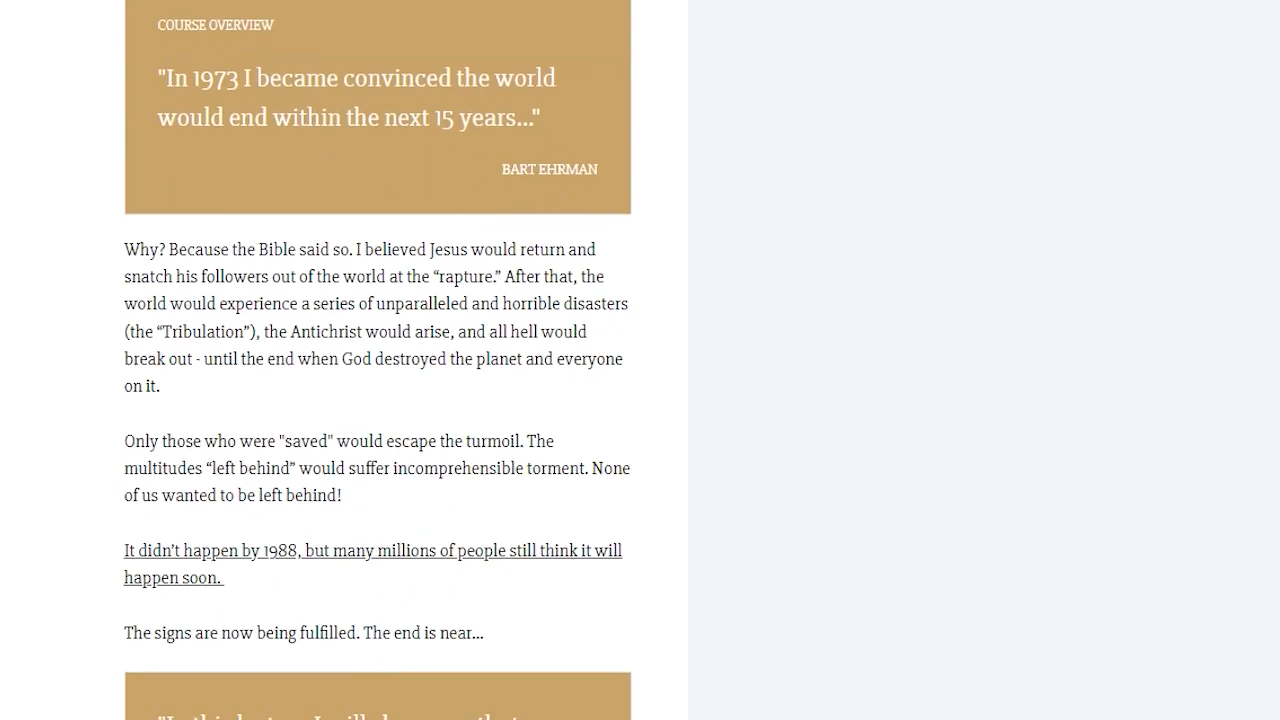 COURSE OVERVIEW
"In 1973 I became convinced the world
would end within the next 15 years..."
BART EHRMAN
Why? Because the Bible said so. I believed Jesus would return and
snatch his followers out of the world at the “rapture.” After that, the
world would experience a series of unparalleled and horrible disasters
(the “Tribulation”), the Antichrist would arise, and all hell would
break out - until the end when God destroyed the planet and everyone
on it.
Only those who were "saved" would escape the turmoil. The
multitudes “left behind” would suffer incomprehensible torment. None
of us wanted to be left behind!
It didn’t happen by 1988, but many millions of people still think it will
happen soon.
The signs are now being fulfilled. The end is near...